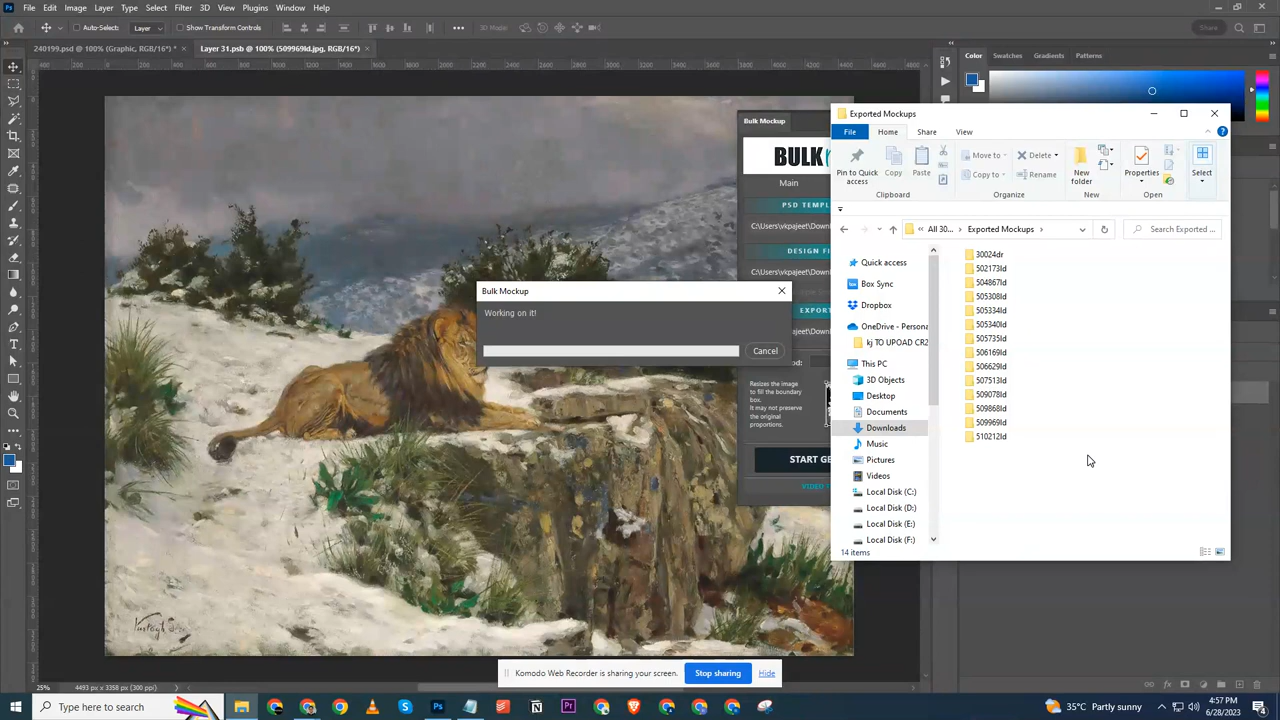 File Edit Image Layer Type Select Filter 3D View Plugins Window Help
Auto-Select: Layer Show Transform Controls 3D Mode: Share
240199.psd @ 100% (Graphic, RGB/16*) * Layer 31.psb @ 100% (509969ld.jpg, RGB/16*)
Color Swatches Gradients Patterns
Bulk Mockup
BULK
Main
PSD TEMPL
C:\Users\vkpajeet\Down
DESIGN FI
C:\Users\vkpajeet\Down
EXPORT
Resizes the image
to fill the boundary
box.
It may not preserve
the original
proportions.
START GE
Bulk Mockup
Working on it!
Cancel
Exported Mockups
File Home Share View
Pin to Quick access
Copy
Paste
Move to
Copy to
Delete
Rename
New folder
Properties
Select
Clipboard Organize New Open
All 30... Exported Mockups
Search Exported ...
Quick access
Box Sync
Dropbox
OneDrive - Persona
kj TO UPOAD CR2
This PC
3D Objects
Desktop
Documents
Downloads
Music
Pictures
Videos
Local Disk (C:)
Local Disk (D:)
Local Disk (E:)
Local Disk (F:)
30024dr
502173ld
504867ld
505308ld
505334ld
505340ld
505735ld
506169ld
506629ld
507513ld
509078ld
509868ld
509969ld
510212ld
14 items
Komodo Web Recorder is sharing your screen. Stop sharing Hide
25% 4493 px x 3358 px (300 ppi)
Type here to search
35°C Partly sunny
4:57 PM
6/28/2023